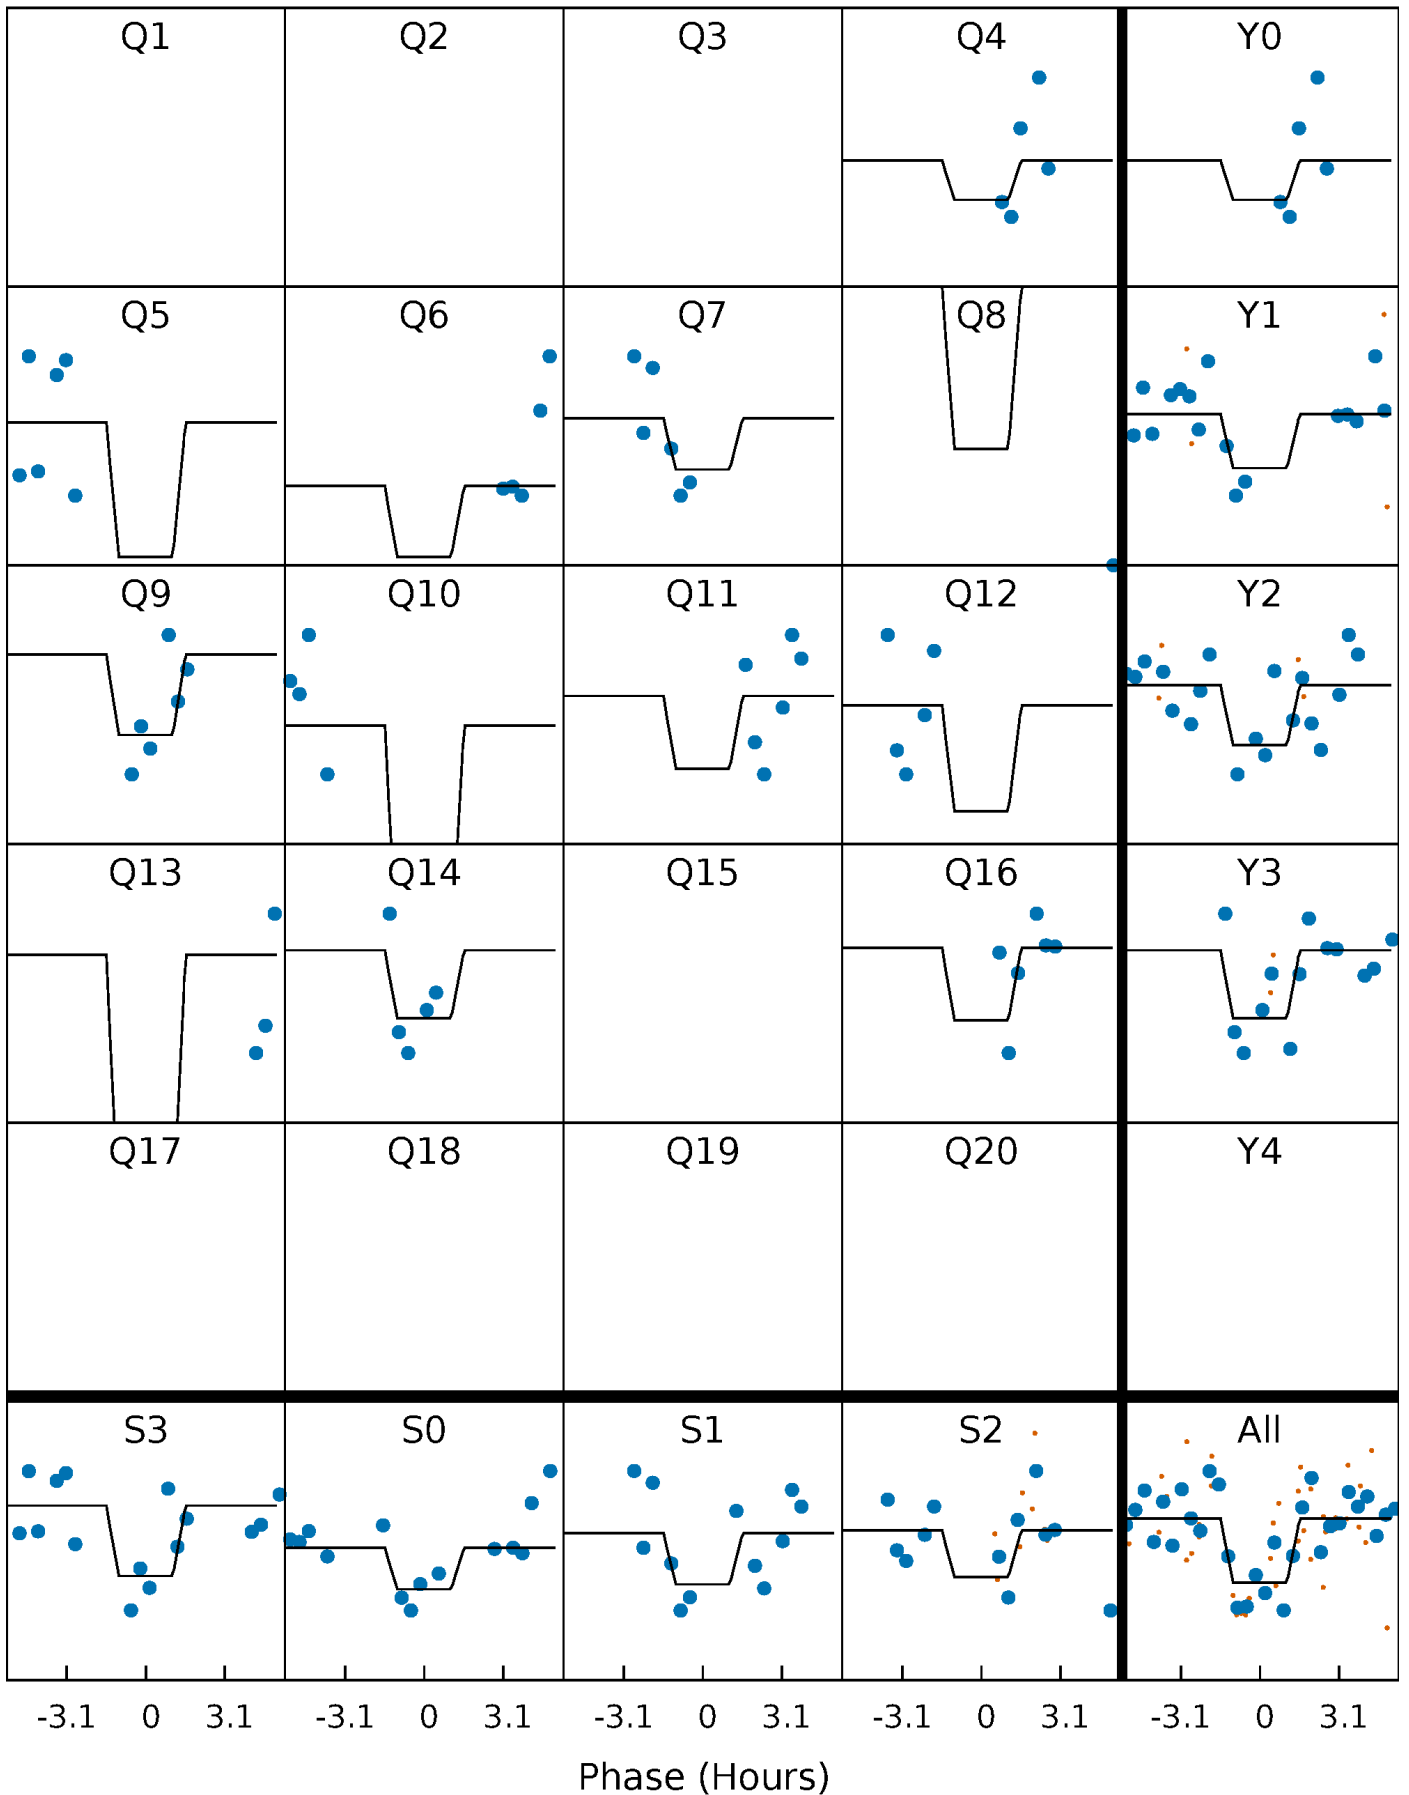 Q1 Q2 Q3 Q4 Y0
Q5 Q6 Q7 Q8 Y1
Q9 Q10 Q11 Q12 Y2
Q13 Q14 Q15 Q16 Y3
Q17 Q18 Q19 Q20 Y4
S3 S0 S1 S2 All
-3.1 0 3.1 -3.1 0 3.1 -3.1 0 3.1 -3.1 0 3.1 -3.1 0 3.1
Phase (Hours)